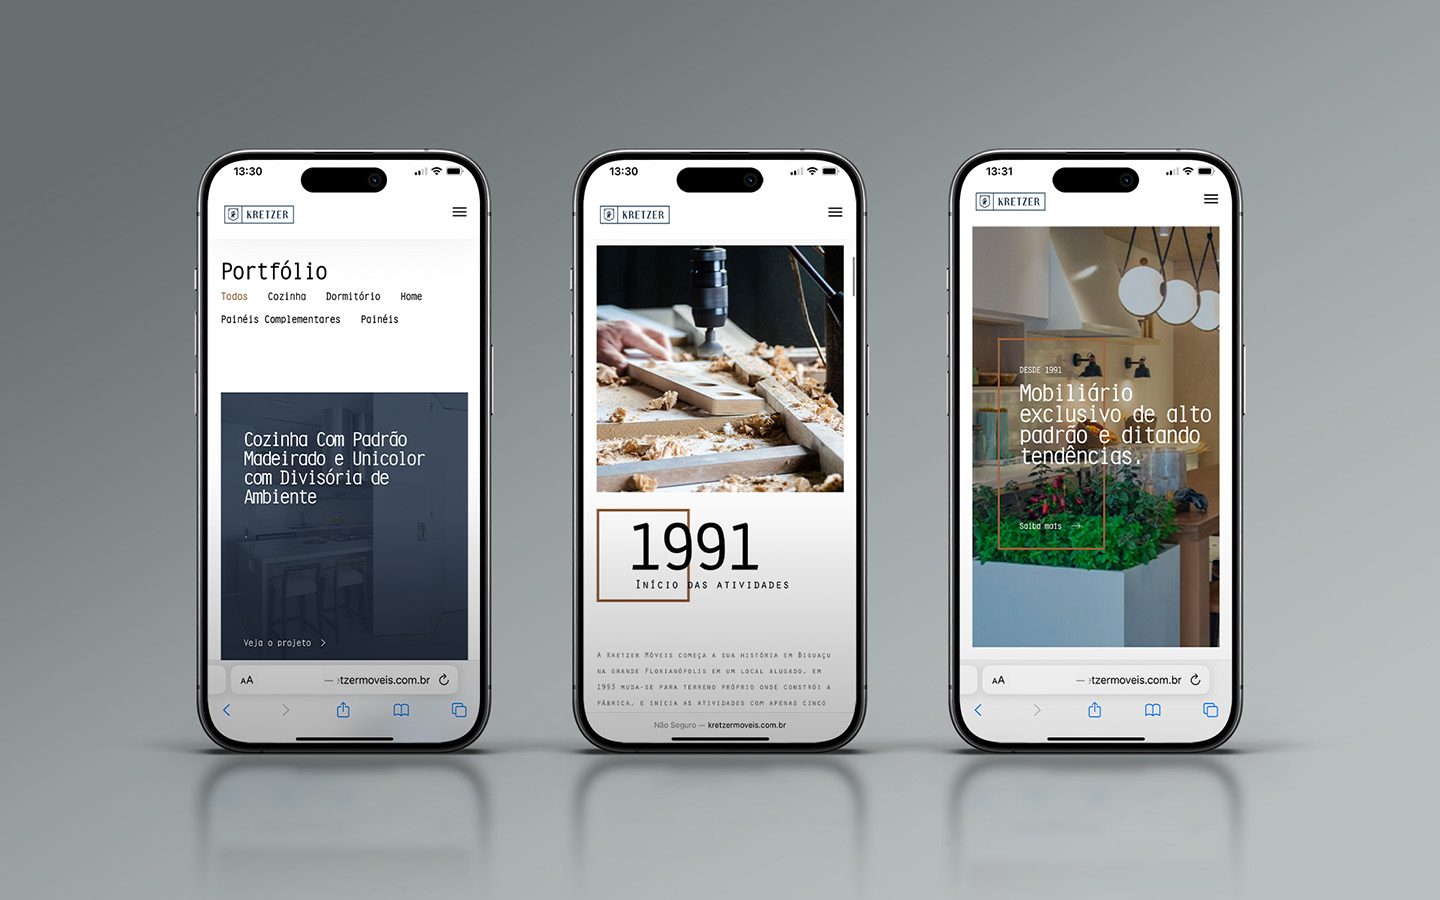 13:30
KRETZER
Portfólio
Todos Cozinha Dormitório Home
Painéis Complementares Painéis
Cozinha Com Padrão
Madeirado e Unicolor
com Divisória de
Ambiente
Veja o projeto
AA — tzermoveis.com.br
13:30
KRETZER
1991
Início das atividades
A Kretzer Móveis começa a sua história em Biguaçu
na grande Florianópolis em um local alugado, em
1993 muda-se para terreno próprio onde constrói a
fábrica, e inicia as atividades com apenas cinco
Não Seguro — kretzermoveis.com.br
13:31
KRETZER
DESDE 1991
Mobiliário
exclusivo de alto
padrão e ditando
tendências.
Saiba mais
AA — tzermoveis.com.br